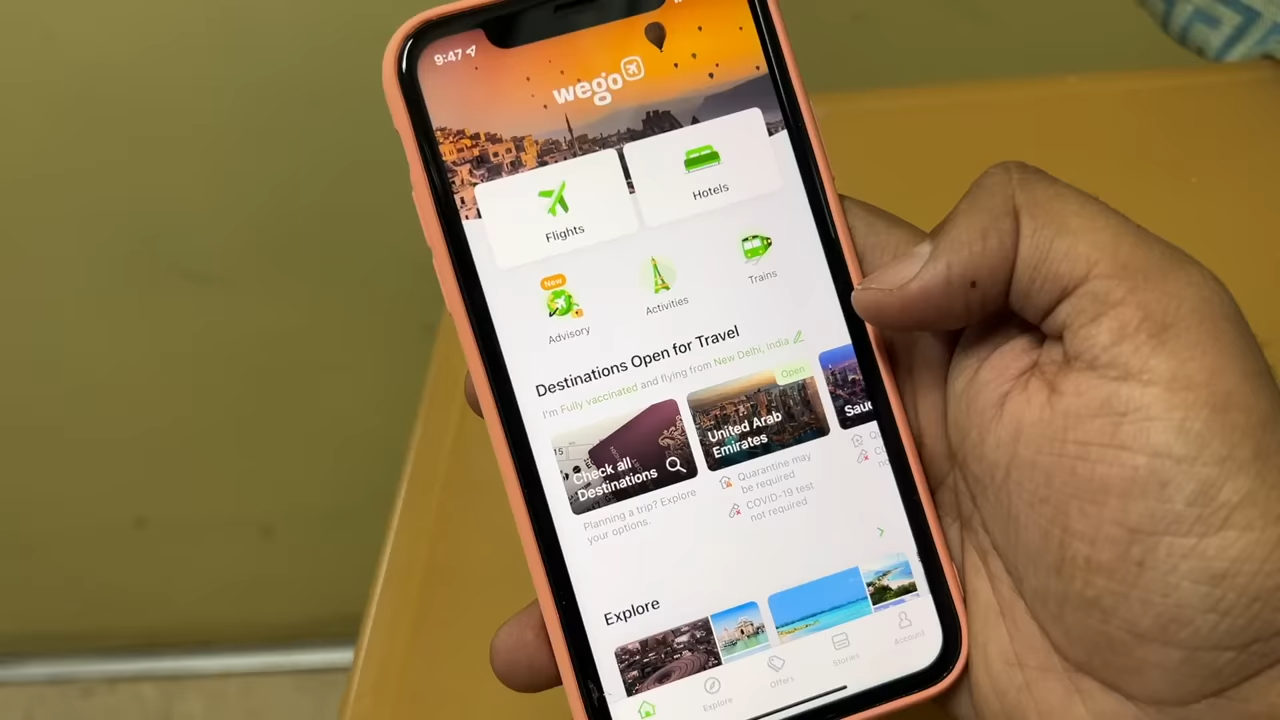 9:47
wego
Flights
Hotels
New
Advisory
Activities
Trains
Destinations Open for Travel
I'm Fully vaccinated and flying from New Delhi, India
15
Check all
Destinations
Planning a trip? Explore
your options.
Open
United Arab
Emirates
Quarantine may
be required
COVID-19 test
not required
Explore
Explore
Offers
Stories
Account